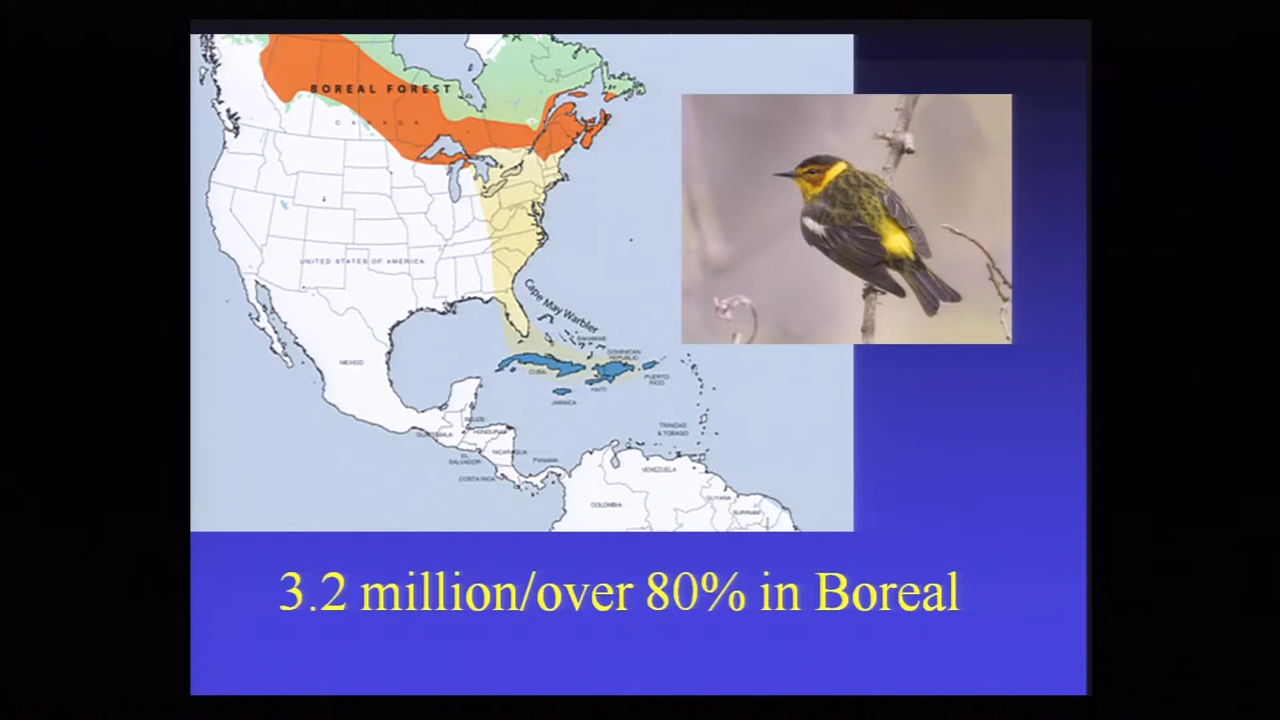 BOREAL FOREST
CANADA
UNITED STATES OF AMERICA
Cape May Warbler
BAHAMAS
MEXICO
DOMINICAN
REPUBLIC
CUBA
HAITI
PUERTO
RICO
JAMAICA
BELIZE
GUATEMALA
HONDURAS
TRINIDAD
& TOBAGO
EL
SALVADOR
NICARAGUA
PANAMA
COSTA RICA
VENEZUELA
COLOMBIA
GUYANA
SURINAM
3.2 million/over 80% in Boreal